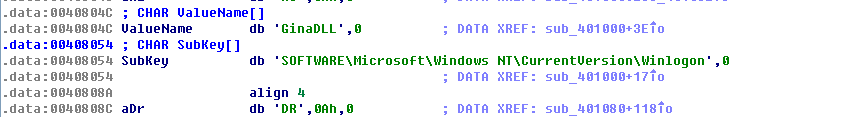 .data:0040804C ; CHAR ValueName[]
.data:0040804C ValueName db 'GinaDLL',0 ; DATA XREF: sub_401000+3E↑o
.data:00408054 ; CHAR SubKey[]
.data:00408054 SubKey db 'SOFTWARE\Microsoft\Windows NT\CurrentVersion\Winlogon',0
.data:00408054 ; DATA XREF: sub_401000+17↑o
.data:0040808A align 4
.data:0040808C aDr db 'DR',0Ah,0 ; DATA XREF: sub_401080+118↑o